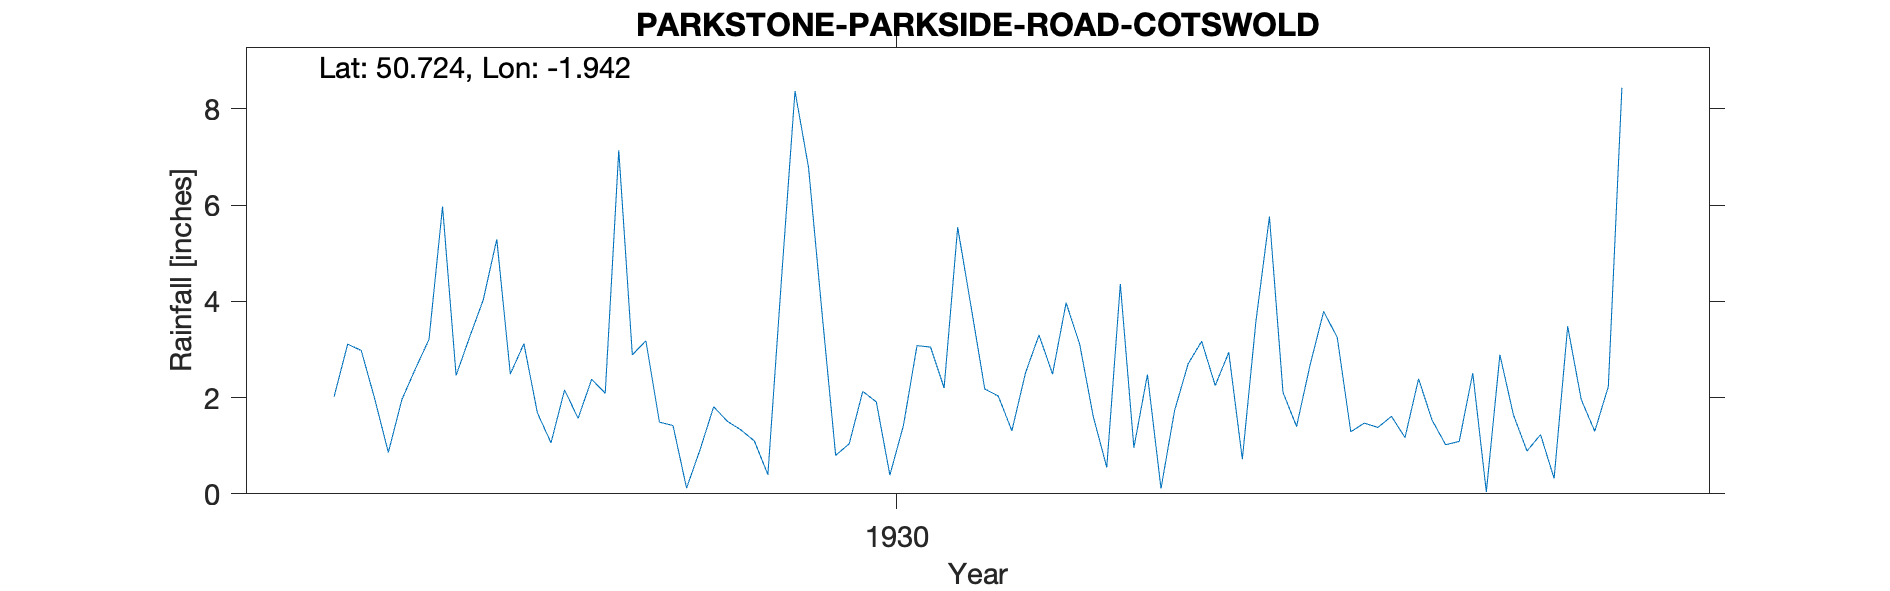 PARKSTONE-PARKSIDE-ROAD-COTSWOLD
Lat: 50.724, Lon: -1.942
8
6
4
2
0
Rainfall [inches]
1930
Year